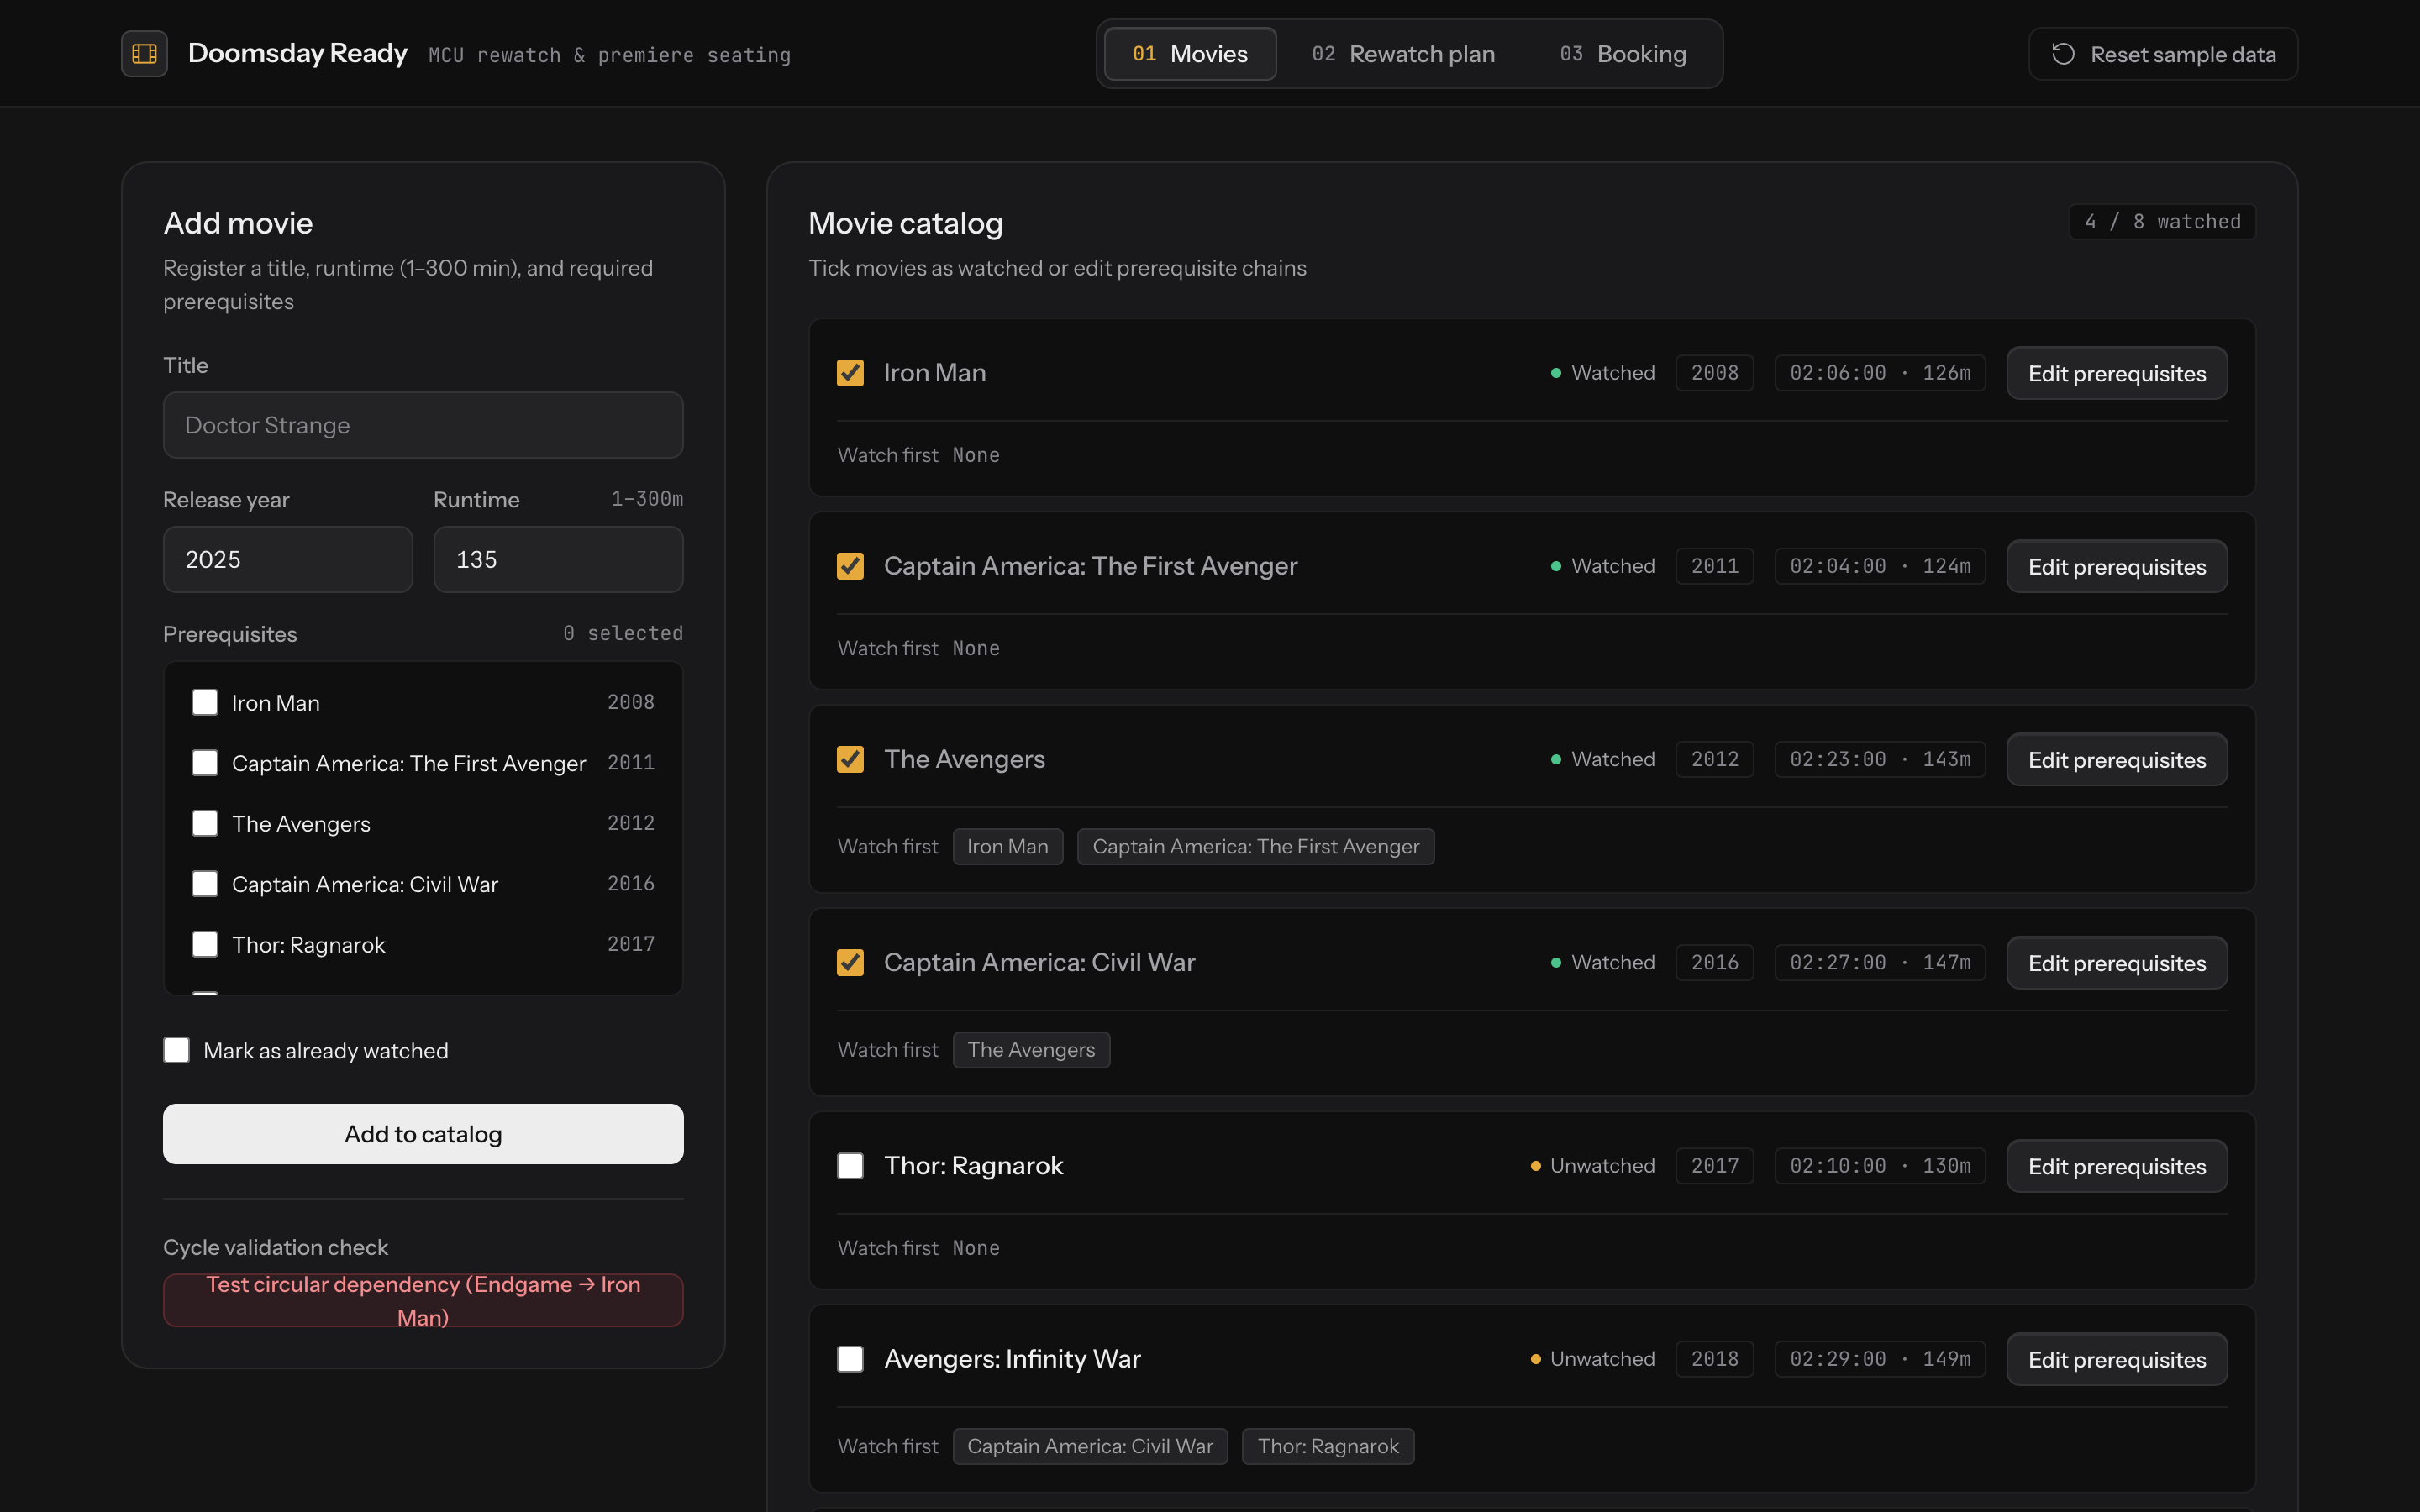 Doomsday Ready MCU rewatch & premiere seating
01 Movies 02 Rewatch plan 03 Booking
Reset sample data
Add movie
Register a title, runtime (1–300 min), and required
prerequisites
Title
Doctor Strange
Release year Runtime 1–300m
2025 135
Prerequisites 0 selected
Iron Man 2008
Captain America: The First Avenger 2011
The Avengers 2012
Captain America: Civil War 2016
Thor: Ragnarok 2017
Mark as already watched
Add to catalog
Cycle validation check
Test circular dependency (Endgame → Iron
Man)
Movie catalog 4 / 8 watched
Tick movies as watched or edit prerequisite chains
Iron Man Watched 2008 02:06:00 · 126m Edit prerequisites
Watch first None
Captain America: The First Avenger Watched 2011 02:04:00 · 124m Edit prerequisites
Watch first None
The Avengers Watched 2012 02:23:00 · 143m Edit prerequisites
Watch first Iron Man Captain America: The First Avenger
Captain America: Civil War Watched 2016 02:27:00 · 147m Edit prerequisites
Watch first The Avengers
Thor: Ragnarok Unwatched 2017 02:10:00 · 130m Edit prerequisites
Watch first None
Avengers: Infinity War Unwatched 2018 02:29:00 · 149m Edit prerequisites
Watch first Captain America: Civil War Thor: Ragnarok